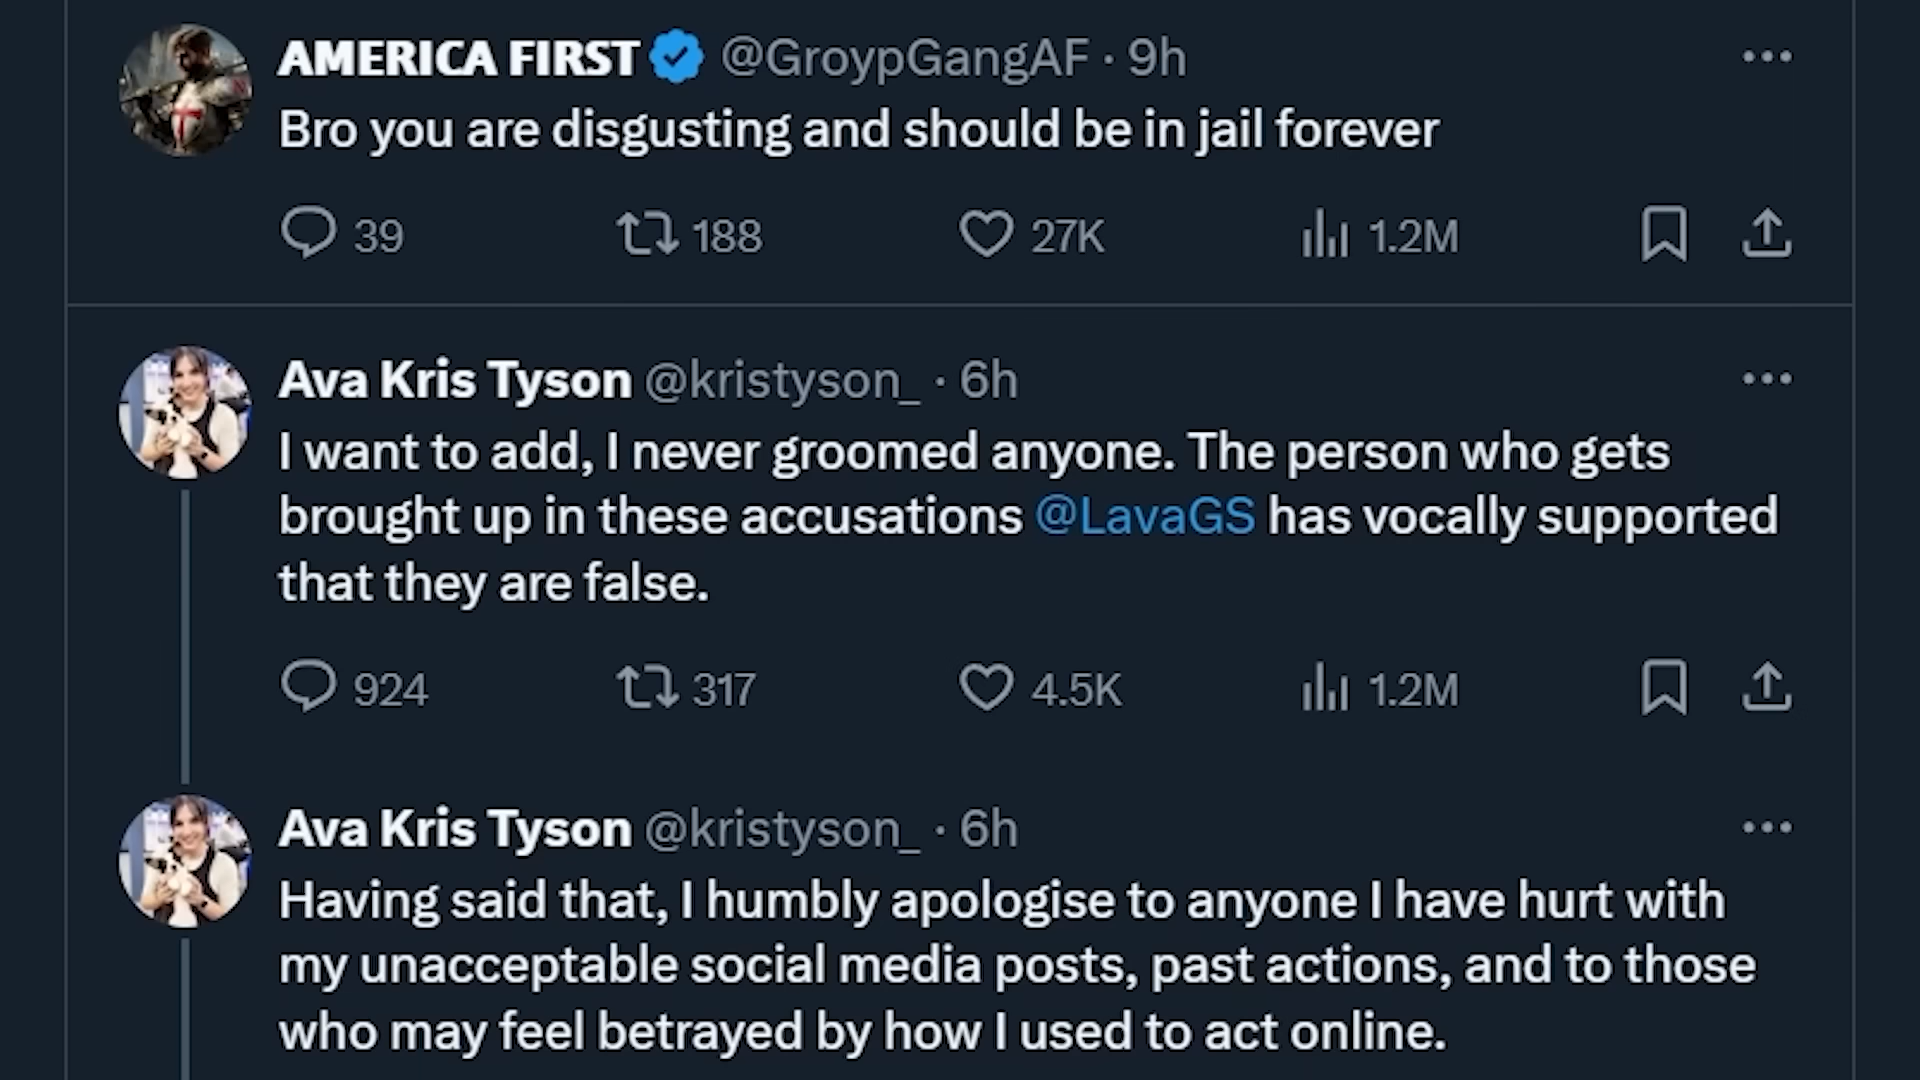 AMERICA FIRST @GroypGangAF · 9h
Bro you are disgusting and should be in jail forever
39 188 27K 1.2M
Ava Kris Tyson @kristyson_ · 6h
I want to add, I never groomed anyone. The person who gets
brought up in these accusations @LavaGS has vocally supported
that they are false.
924 317 4.5K 1.2M
Ava Kris Tyson @kristyson_ · 6h
Having said that, I humbly apologise to anyone I have hurt with
my unacceptable social media posts, past actions, and to those
who may feel betrayed by how I used to act online.